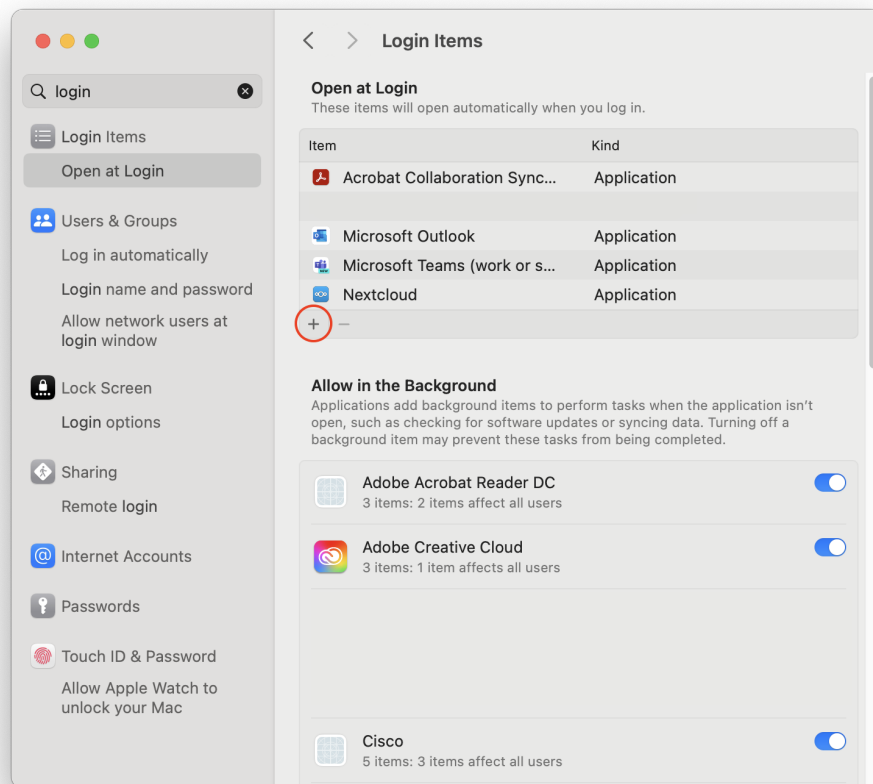 Login Items
login
Login Items
Open at Login
Users & Groups
Log in automatically
Login name and password
Allow network users at
login window
Lock Screen
Login options
Sharing
Remote login
Internet Accounts
Passwords
Touch ID & Password
Allow Apple Watch to
unlock your Mac
Open at Login
These items will open automatically when you log in.
Item Kind
Acrobat Collaboration Sync... Application
Microsoft Outlook Application
Microsoft Teams (work or s... Application
Nextcloud Application
+ –
Allow in the Background
Applications add background items to perform tasks when the application isn't
open, such as checking for software updates or syncing data. Turning off a
background item may prevent these tasks from being completed.
Adobe Acrobat Reader DC
3 items: 2 items affect all users
Adobe Creative Cloud
3 items: 1 item affects all users
Cisco
5 items: 3 items affect all users